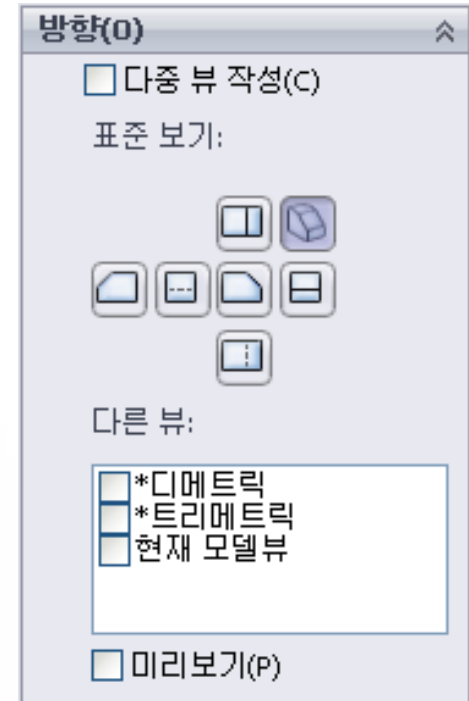 방향(O)
다중 뷰 작성(C)
표준 보기:
다른 뷰:
*디메트릭
*트리메트릭
현재 모델뷰
미리보기(P)